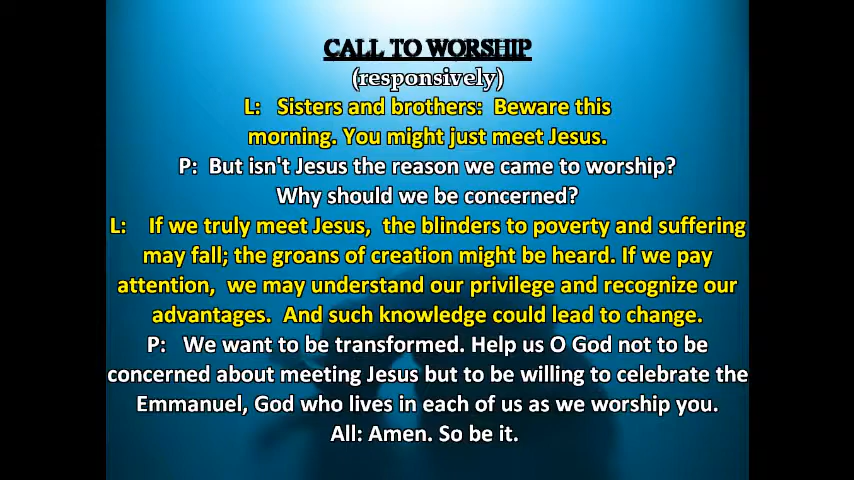 CALL TO WORSHIP
(responsively)
L: Sisters and brothers: Beware this
morning. You might just meet Jesus.
P: But isn't Jesus the reason we came to worship?
Why should we be concerned?
L: If we truly meet Jesus, the blinders to poverty and suffering
may fall; the groans of creation might be heard. If we pay
attention, we may understand our privilege and recognize our
advantages. And such knowledge could lead to change.
P: We want to be transformed. Help us O God not to be
concerned about meeting Jesus but to be willing to celebrate the
Emmanuel, God who lives in each of us as we worship you.
All: Amen. So be it.